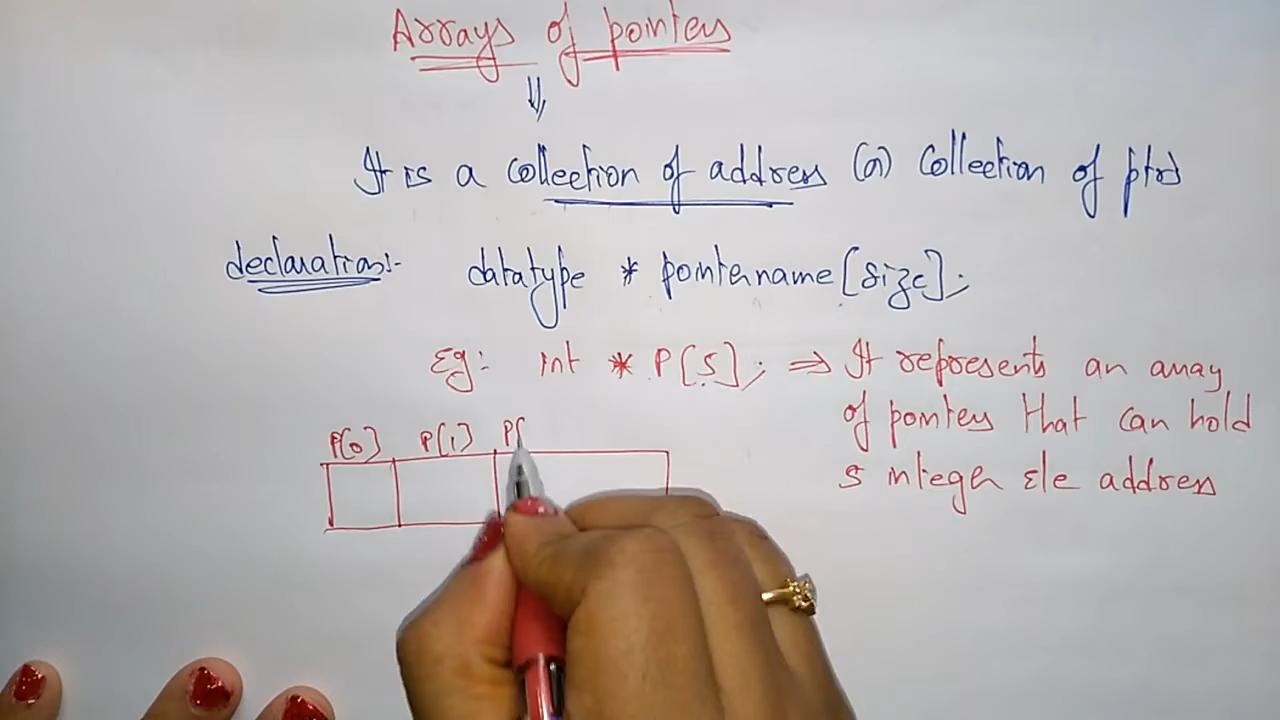 Arrays of pointers
It is a collection of address (or) collection of ptrs
declaration:- datatype * pointername[size];
Eg: int * P[5]; ⇒ It represents an array
of pointers that can hold
5 integer ele address
P[0] P[1] P[